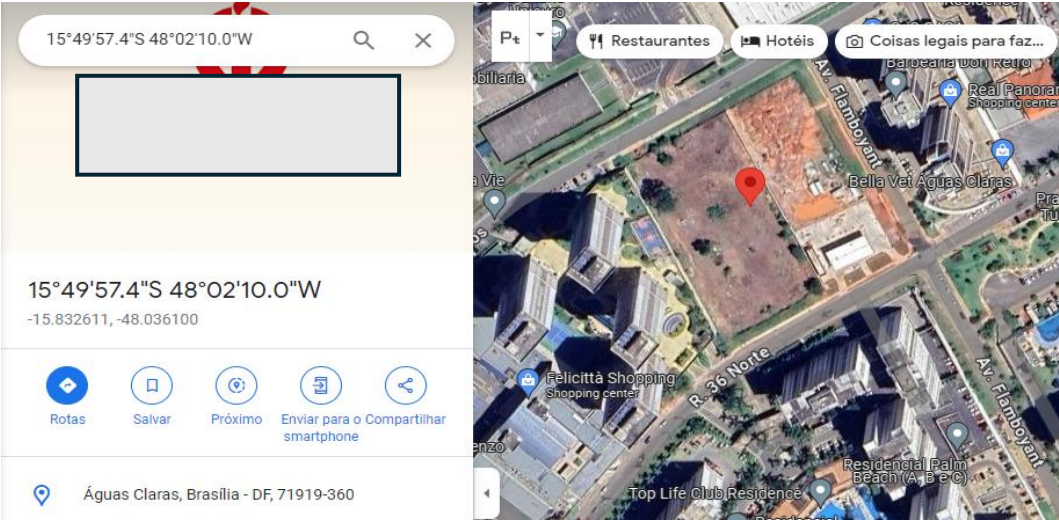 15°49'57.4"S 48°02'10.0"W
15°49'57.4"S 48°02'10.0"W
-15.832611, -48.036100
Rotas
Salvar
Próximo
Enviar para o
smartphone
Compartilhar
Águas Claras, Brasília - DF, 71919-360
Pt
Restaurantes
Hotéis
Coisas legais para faz...
Barbearia Don Retro
Real Panoram
Shopping center
Av. Flamboyant
Bella Vet Águas Claras
a Vie
Felicittà Shopping
Shopping center
R. 36 Norte
Av. Flamboyant
Residencial Palm
Beach (A, B e C)
Top Life Club Residence